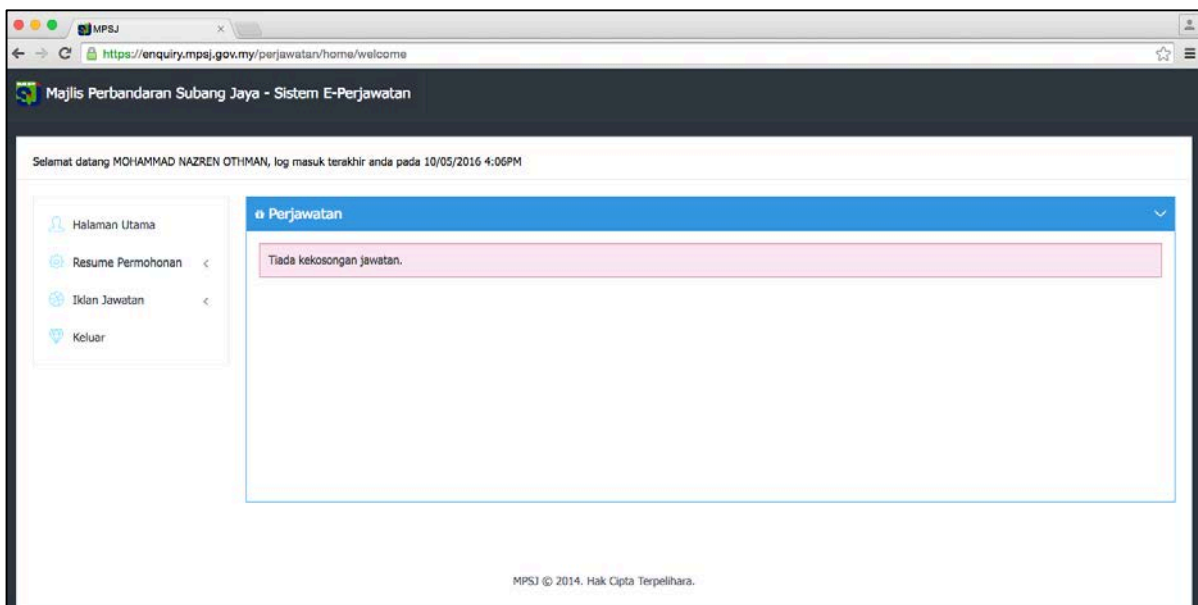 MPSJ
https://enquiry.mpsj.gov.my/perjawatan/home/welcome
Majlis Perbandaran Subang Jaya - Sistem E-Perjawatan
Selamat datang MOHAMMAD NAZREN OTHMAN, log masuk terakhir anda pada 10/05/2016 4:06PM
Halaman Utama
Resume Permohonan
Iklan Jawatan
Keluar
Perjawatan
Tiada kekosongan jawatan.
MPSJ © 2014. Hak Cipta Terpelihara.